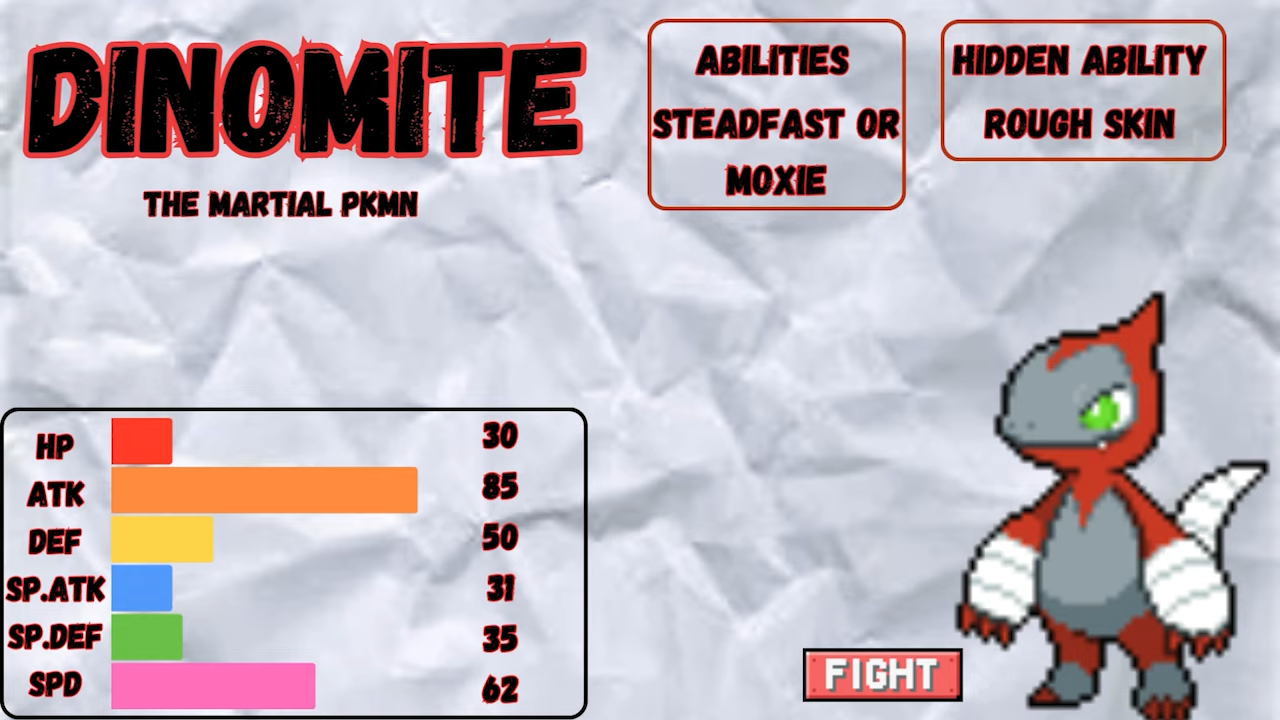 DINOMITE
THE MARTIAL PKMN
ABILITIES
STEADFAST OR
MOXIE
HIDDEN ABILITY
ROUGH SKIN
HP 30
ATK 85
DEF 50
SP.ATK 31
SP.DEF 35
SPD 62
FIGHT